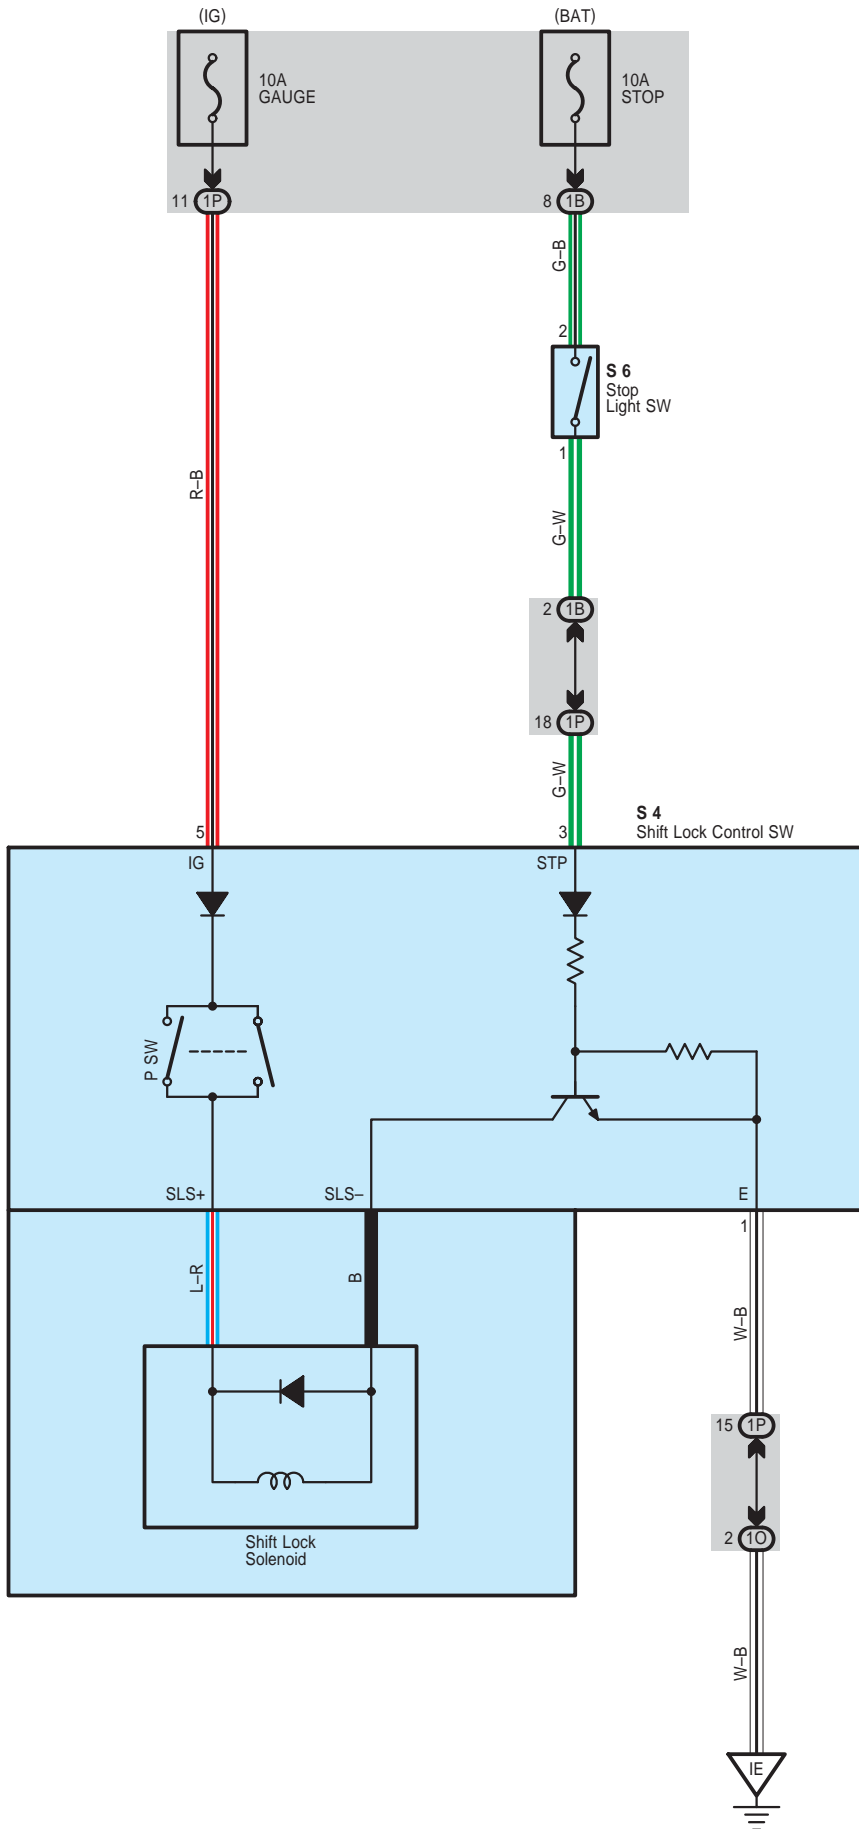 (IG)
(BAT)
10A
GAUGE
10A
STOP
11
1P
8
1B
G–B
2
S 6
Stop
Light SW
1
R–B
G–W
2
1B
18
1P
G–W
S 4
Shift Lock Control SW
5
3
IG
STP
P SW
SLS+
SLS–
E
1
L–R
B
W–B
15
1P
2
1O
Shift Lock
Solenoid
W–B
IE